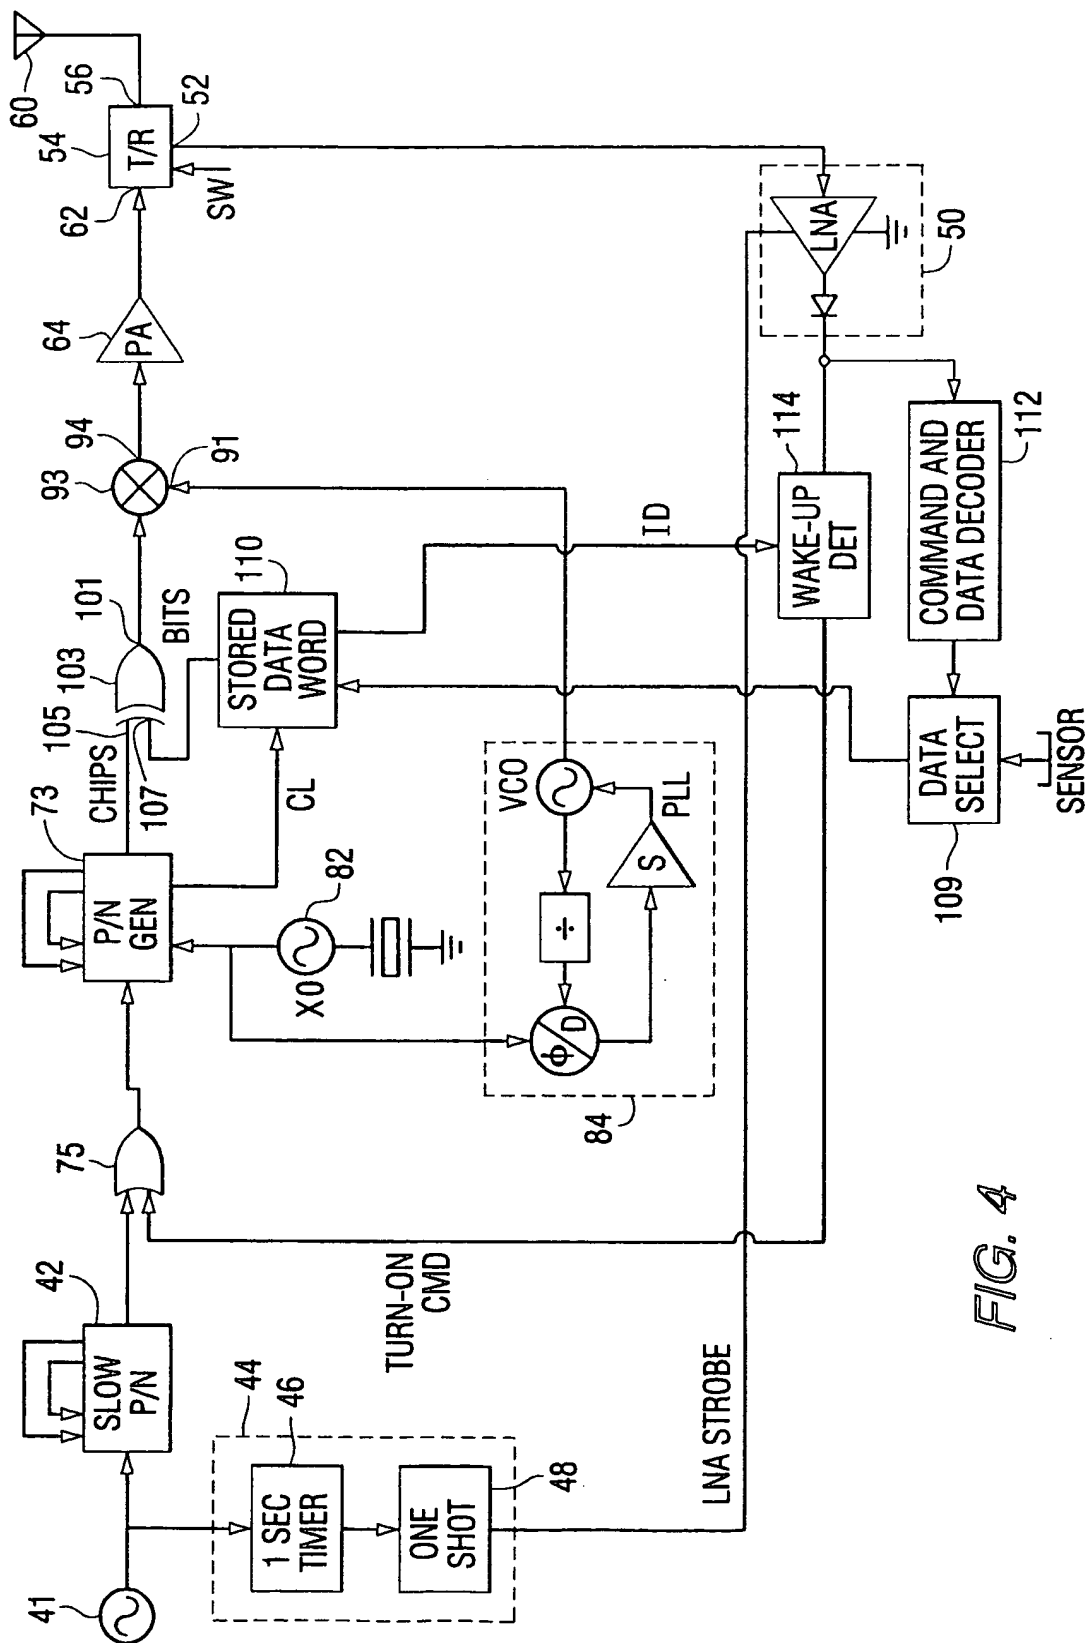 41
SLOW
P/N
42
75
P/N
GEN
73
CHIPS
105
103
107
101
BITS
93
94
91
PA
64
T/R
54
56
62
52
SW
60
44
1 SEC
TIMER
46
ONE
SHOT
48
TURN-ON
CMD
LNA STROBE
CL
STORED
DATA
WORD
110
XO
82
VCO
÷
ϕ
D
S
PLL
84
ID
LNA
50
WAKE-UP
DET
114
COMMAND AND
DATA DECODER
112
DATA
SELECT
109
SENSOR
FIG. 4